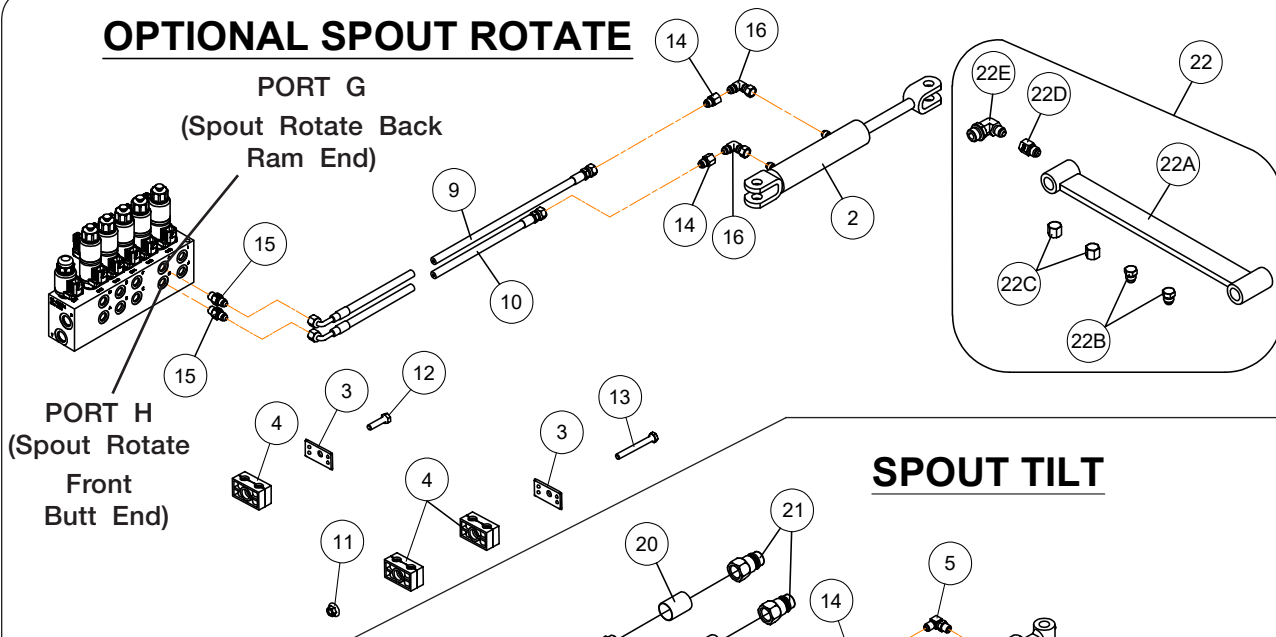 OPTIONAL SPOUT ROTATE
PORT G
(Spout Rotate Back
Ram End)
14
16
22
22E
22D
22A
9
2
14
16
15
10
22C
22B
15
PORT H
(Spout Rotate
Front
Butt End)
12
3
13
4
3
4
SPOUT TILT
21
11
20
5
14